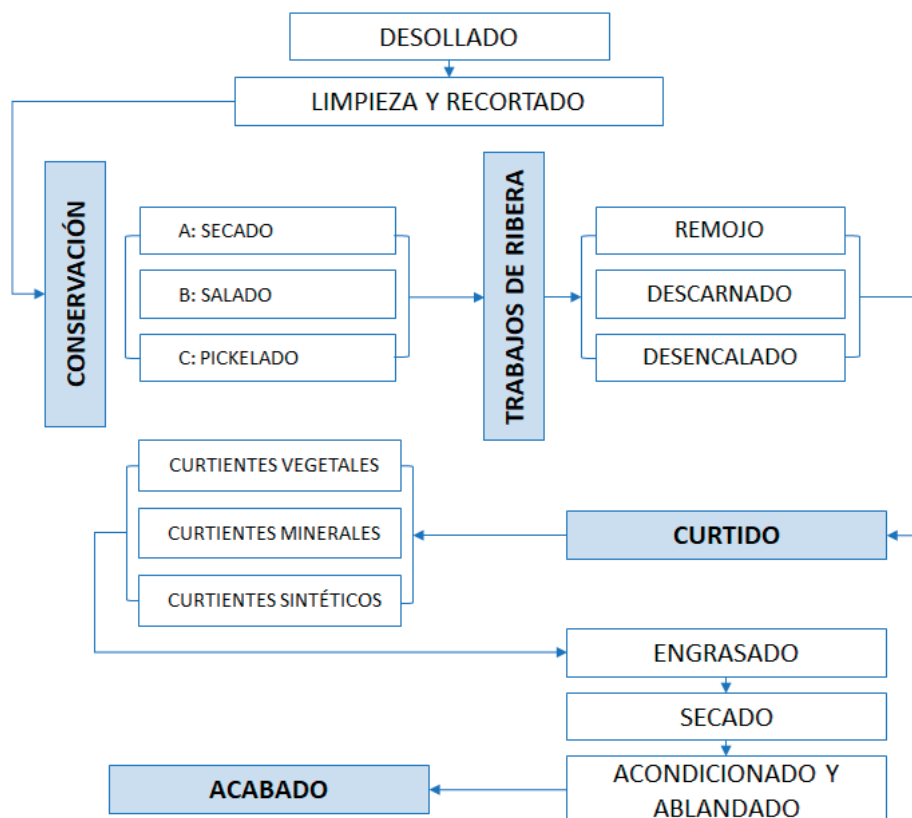 DESOLLADO
LIMPIEZA Y RECORTADO
CONSERVACIÓN
A: SECADO
B: SALADO
C: PICKELADO
TRABAJOS DE RIBERA
REMOJO
DESCARNADO
DESENCALADO
CURTIDO
CURTIENTES VEGETALES
CURTIENTES MINERALES
CURTIENTES SINTÉTICOS
ENGRASADO
SECADO
ACONDICIONADO Y
ABLANDADO
ACABADO